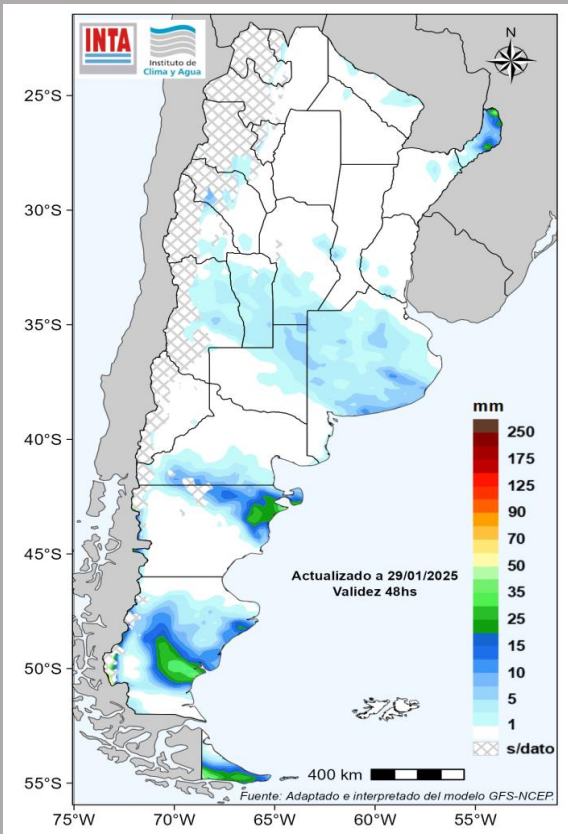 INTA
Instituto de
Clima y Agua
N
25°S
30°S
35°S
40°S
45°S
50°S
55°S
mm
250
175
125
90
70
50
35
25
15
10
5
1
s/dato
Actualizado a 29/01/2025
Validez 48hs
400 km
Fuente: Adaptado e interpretado del modelo GFS-NCEP.
75°W
70°W
65°W
60°W
55°W